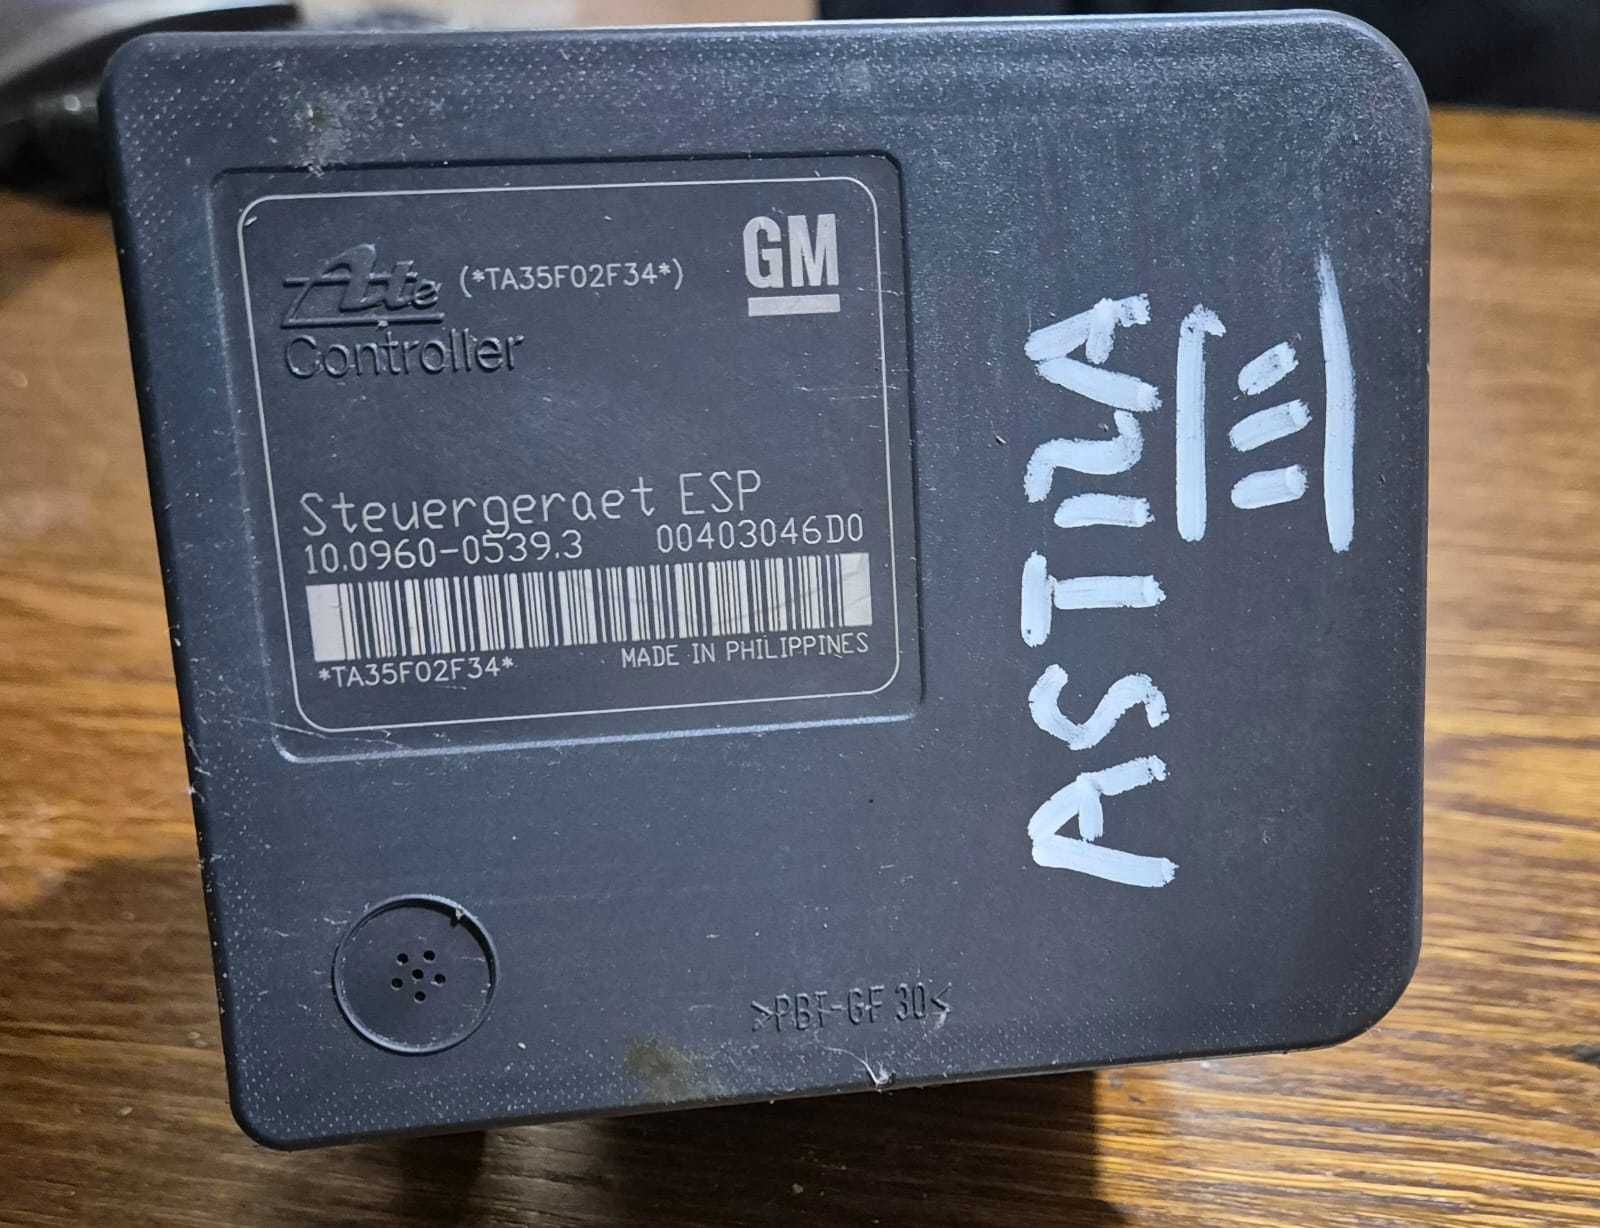 Ate (*TA35F02F34*) GM
Controller
Steuergeraet ESP
10.0960-0539.3 00403046D0
*TA35F02F34* MADE IN PHILIPPINES
>PBT-GF 30<
ASTRA
III